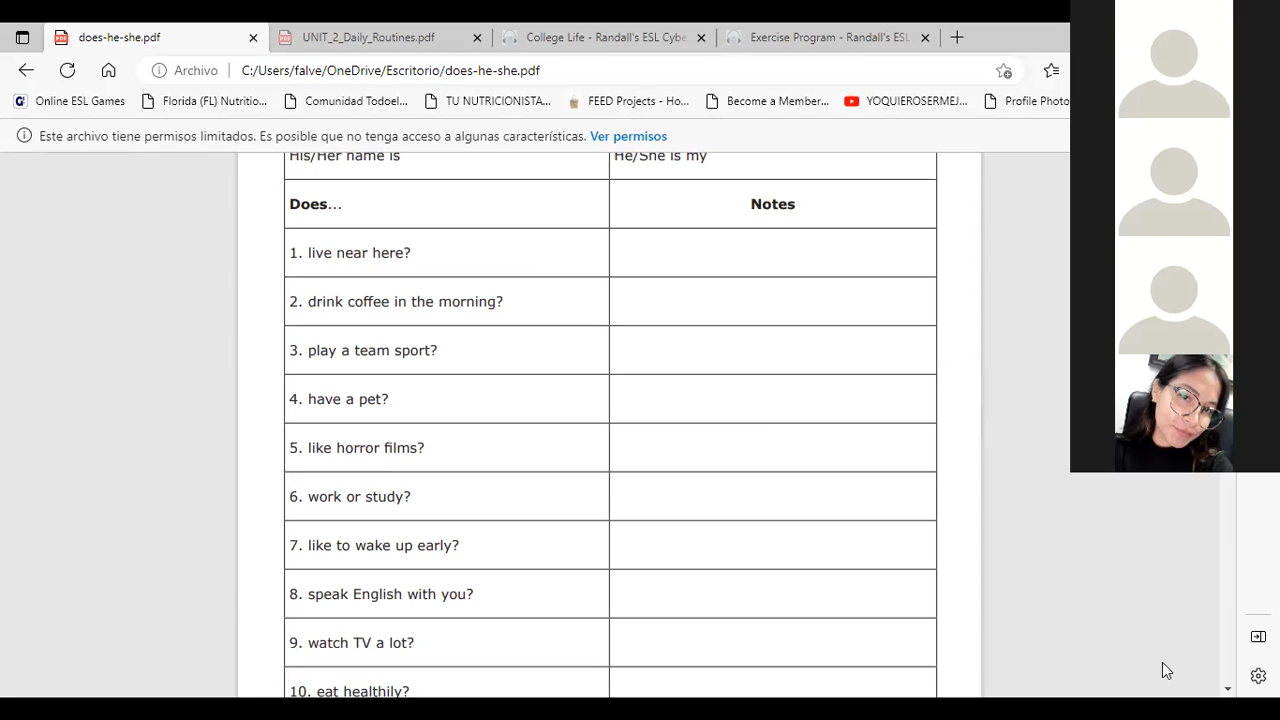 does-he-she.pdf
UNIT_2_Daily_Routines.pdf
College Life - Randall's ESL Cybe
Exercise Program - Randall's ESL
Archivo
C:/Users/falve/OneDrive/Escritorio/does-he-she.pdf
Online ESL Games
Florida (FL) Nutritio...
Comunidad Todoel...
TU NUTRICIONISTA...
FEED Projects - Ho...
Become a Member...
YOQUIEROSERMEJ...
Profile Photo
Este archivo tiene permisos limitados. Es posible que no tenga acceso a algunas características. Ver permisos
His/Her name is
He/She is my
Does...
Notes
1. live near here?
2. drink coffee in the morning?
3. play a team sport?
4. have a pet?
5. like horror films?
6. work or study?
7. like to wake up early?
8. speak English with you?
9. watch TV a lot?
10. eat healthily?